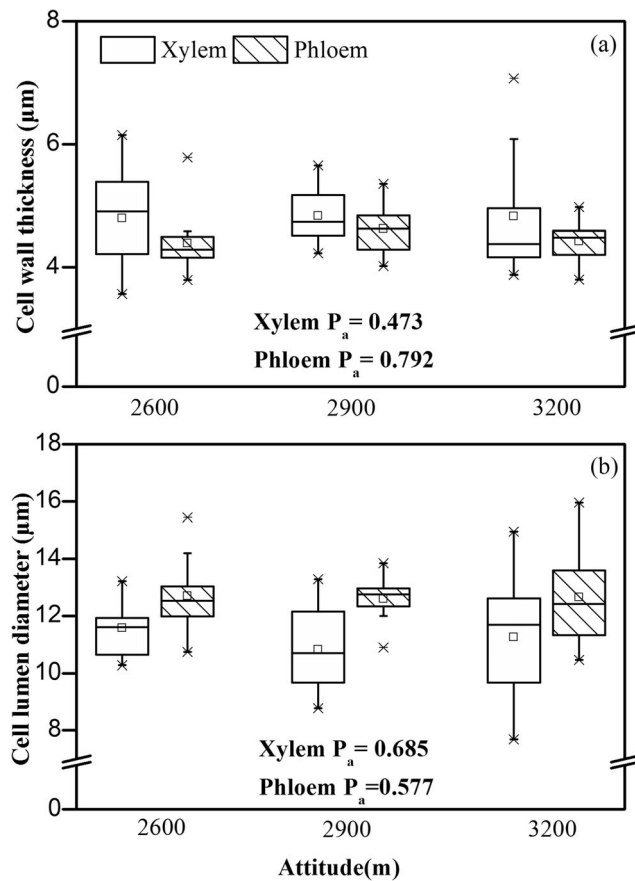 8
Xylem Phloem (a)
6
Cell wall thickness (μm)
4
Xylem Pa= 0.473
Phloem Pa= 0.792
0
2600 2900 3200
18
(b)
16
14
Cell lumen diameter (μm)
12
10
8
Xylem Pa= 0.685
Phloem Pa=0.577
0
2600 2900 3200
Attitude(m)